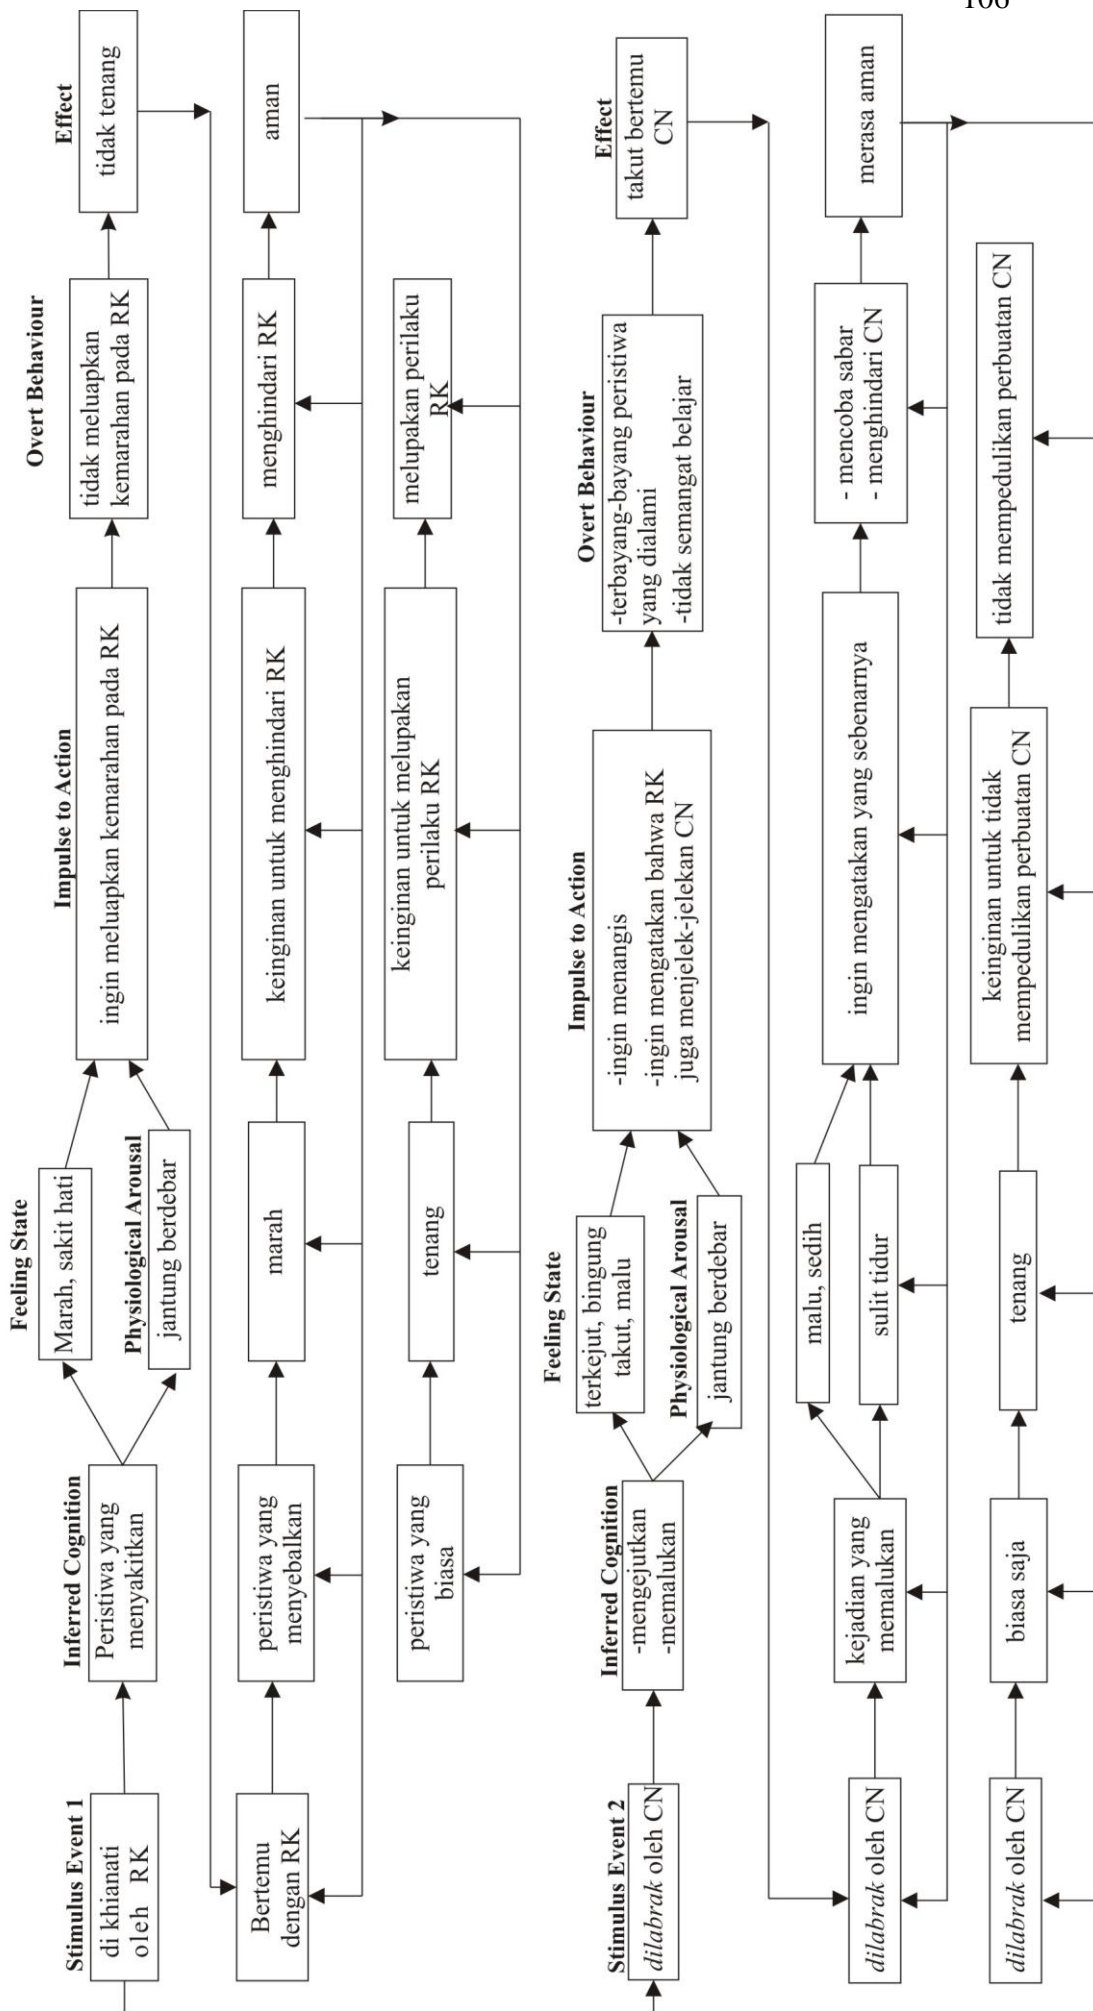 106
Stimulus Event 1
Inferred Cognition
Feeling State
Impulse to Action
Overt Behaviour
Effect
di khianati
oleh RK
Peristiwa yang
menyakitkan
Marah, sakit hati
Physiological Arousal
jantung berdebar
ingin meluapkan kemarahan pada RK
tidak meluapkan
kemarahan pada RK
tidak tenang
Bertemu
dengan RK
peristiwa yang
menyebalkan
marah
keinginan untuk menghindari RK
menghindari RK
aman
peristiwa yang
biasa
tenang
keinginan untuk melupakan
perilaku RK
melupakan perilaku
RK
Stimulus Event 2
Inferred Cognition
Feeling State
Impulse to Action
Overt Behaviour
Effect
dilabrak oleh CN
-mengejutkan
-memalukan
terkejut, bingung
takut, malu
Physiological Arousal
jantung berdebar
-ingin menangis
-ingin mengatakan bahwa RK
juga menjelek-jelekan CN
-terbayang-bayang peristiwa
yang dialami
-tidak semangat belajar
takut bertemu
CN
dilabrak oleh CN
kejadian yang
memalukan
malu, sedih
sulit tidur
ingin mengatakan yang sebenarnya
- mencoba sabar
- menghindari CN
merasa aman
dilabrak oleh CN
biasa saja
tenang
keinginan untuk tidak
mempedulikan perbuatan CN
tidak mempedulikan perbuatan CN